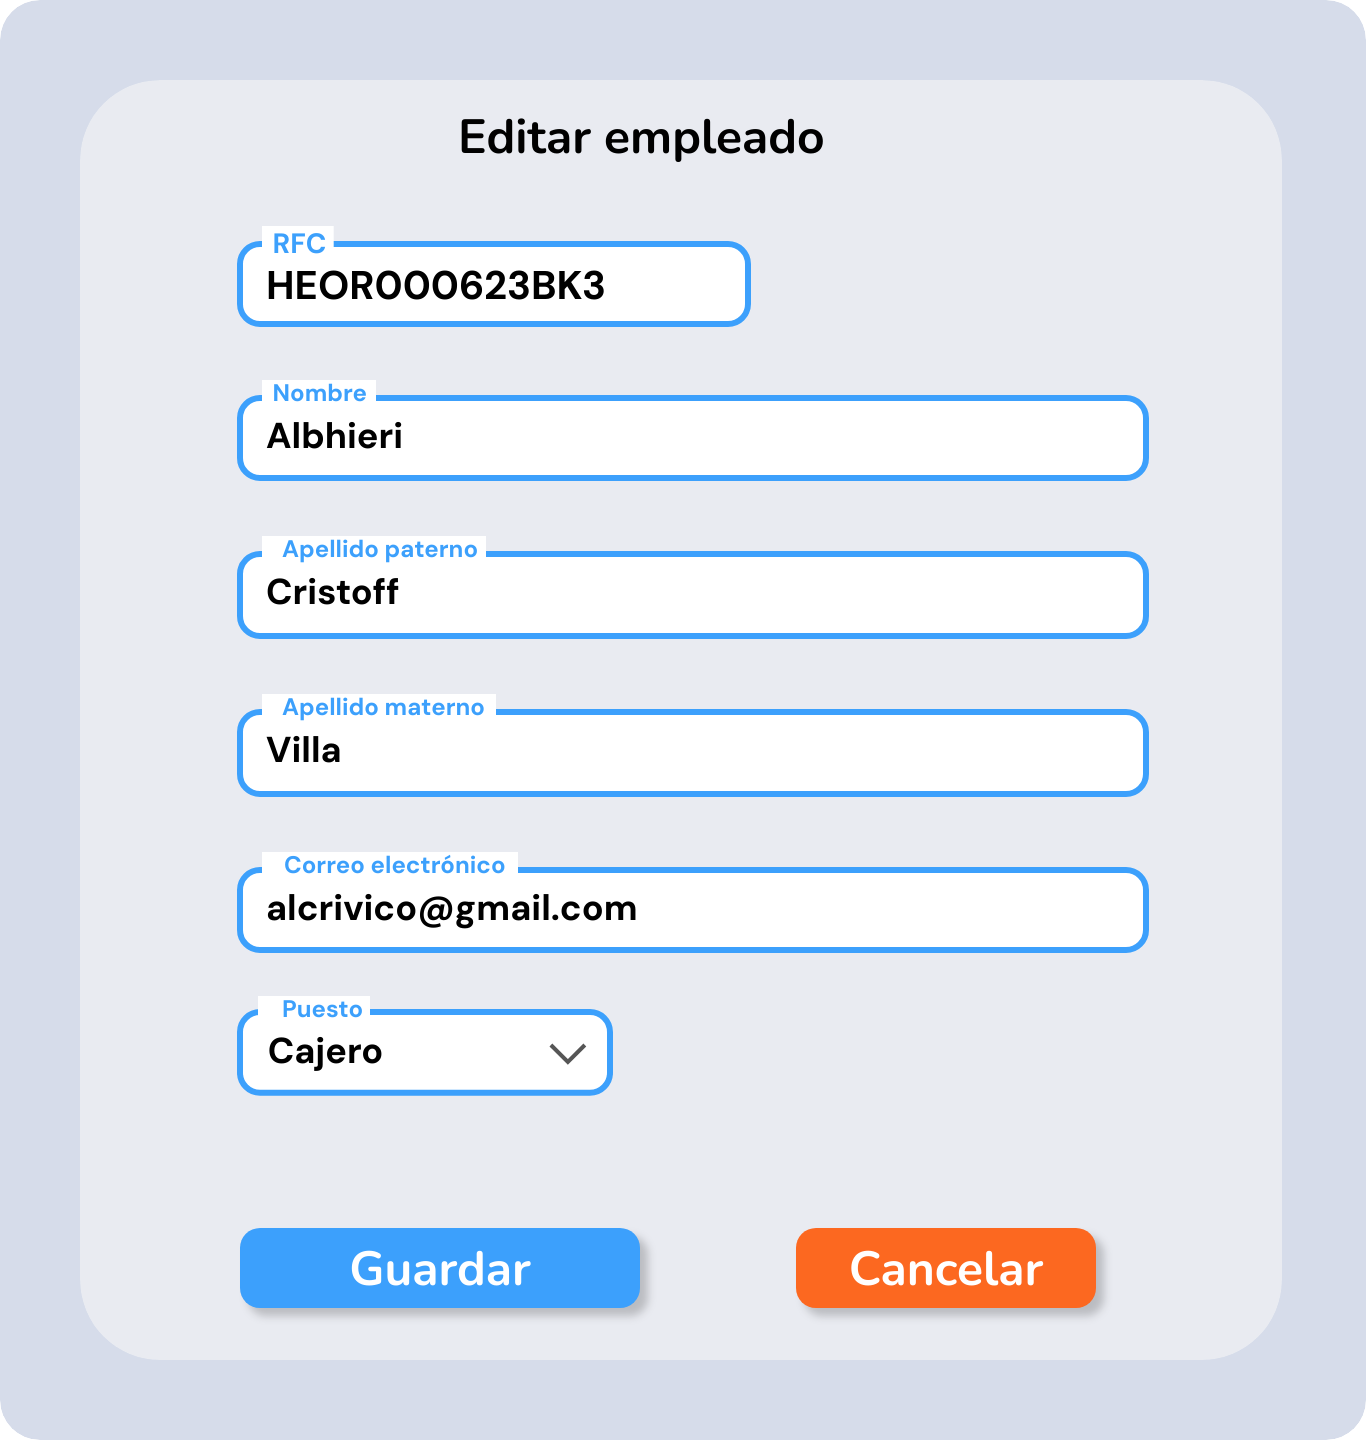 Editar empleado
RFC
HEOR000623BK3
Nombre
Albhieri
Apellido paterno
Cristoff
Apellido materno
Villa
Correo electrónico
alcrivico@gmail.com
Puesto
Cajero
Guardar
Cancelar